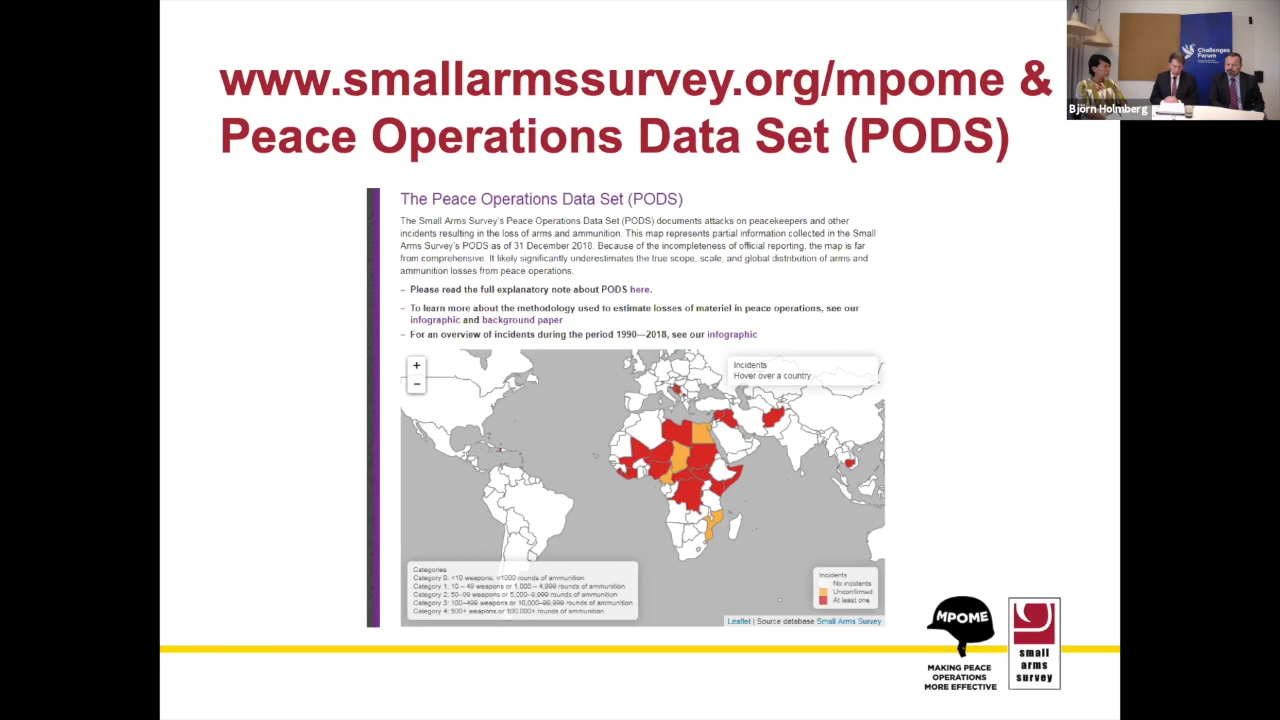 www.smallarmssurvey.org/mpome &
Peace Operations Data Set (PODS)
Challenges
Forum
Björn Holmberg
The Peace Operations Data Set (PODS)
The Small Arms Survey's Peace Operations Data Set (PODS) documents attacks on peacekeepers and other
incidents resulting in the loss of arms and ammunition. This map represents partial information collected in the Small
Arms Survey's PODS as of 31 December 2018. Because of the incompleteness of official reporting, the map is far
from comprehensive. It likely significantly underestimates the true scope, scale, and global distribution of arms and
ammunition losses from peace operations.
– Please read the full explanatory note about PODS here.
– To learn more about the methodology used to estimate losses of materiel in peace operations, see our
infographic and background paper
– For an overview of incidents during the period 1990—2018, see our infographic
+
−
Incidents
Hover over a country
Categories
Category 0: <10 weapons; <1000 rounds of ammunition
Category 1: 10 – 49 weapons or 1,000 – 4,999 rounds of ammunition
Category 2: 50–99 weapons or 5,000–9,999 rounds of ammunition
Category 3: 100–499 weapons or 10,000–99,999 rounds of ammunition
Category 4: 500+ weapons or 100,000+ rounds of ammunition
Incidents
No incidents
Unconfirmed
At least one
Leaflet | Source database Small Arms Survey
MPOME
MAKING PEACE
OPERATIONS
MORE EFFECTIVE
small
arms
survey